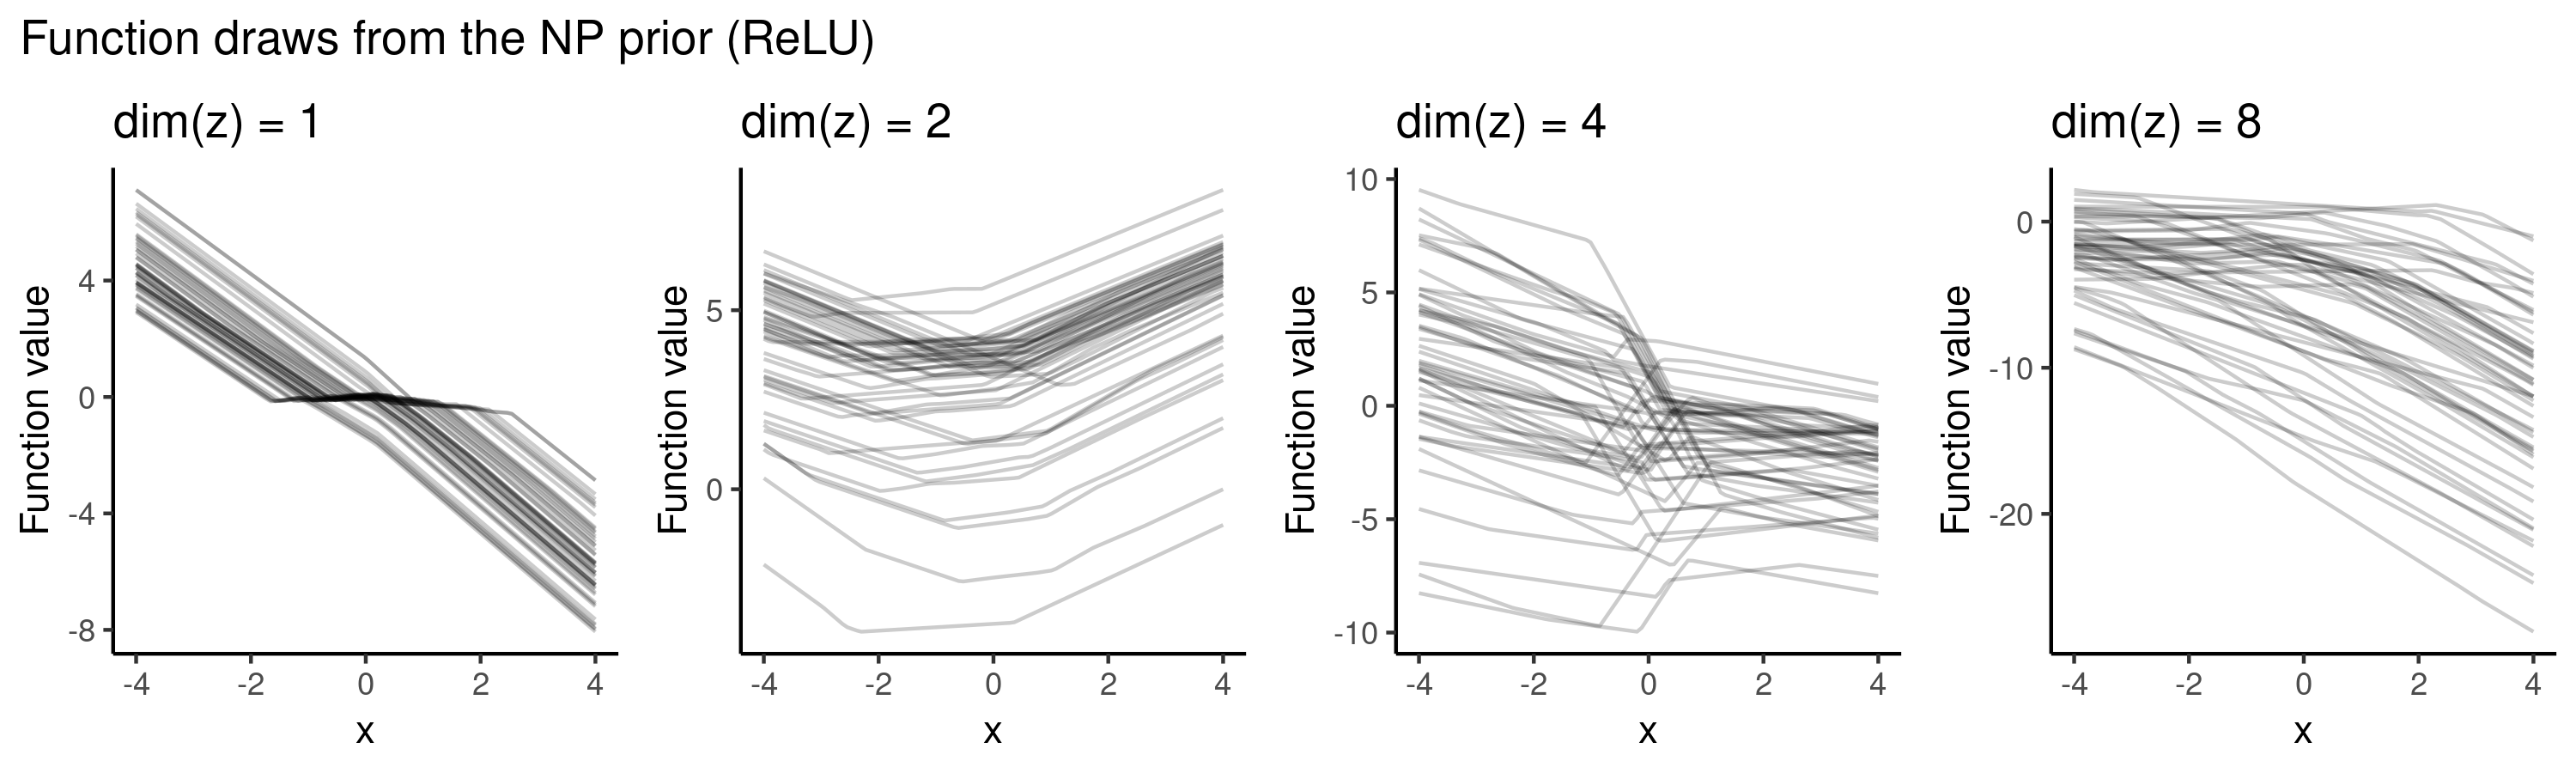 Function draws from the NP prior (ReLU)
dim(z) = 1
Function value
4
0
-4
-8
-4 -2 0 2 4
x
dim(z) = 2
Function value
5
0
-4 -2 0 2 4
x
dim(z) = 4
Function value
10
5
0
-5
-10
-4 -2 0 2 4
x
dim(z) = 8
Function value
0
-10
-20
-4 -2 0 2 4
x